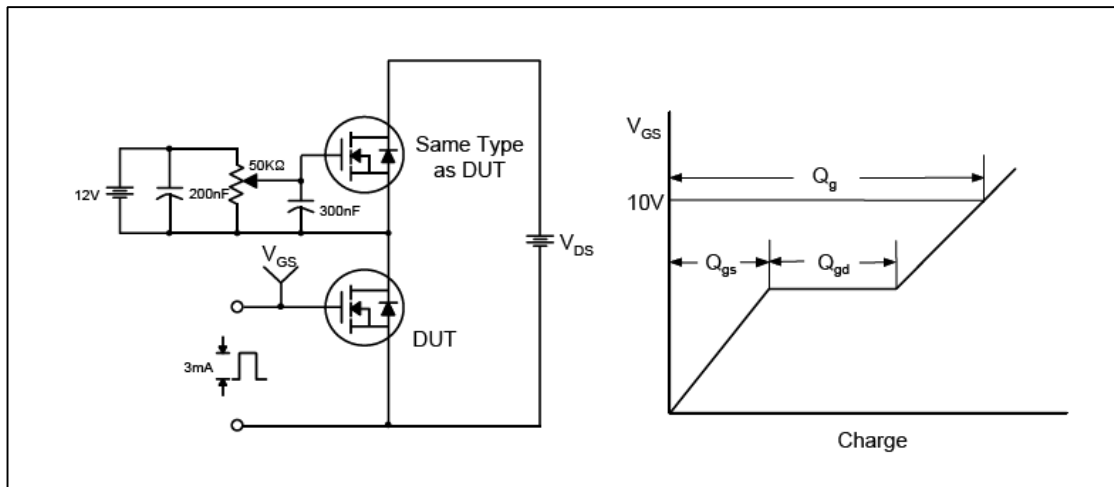 Same Type
as DUT
50KΩ
12V
200nF
300nF
V_DS
V_GS
DUT
3mA
V_GS
10V
Q_g
Q_gs
Q_gd
Charge